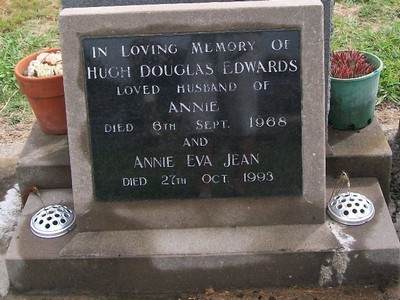 IN LOVING MEMORY OF
HUGH DOUGLAS EDWARDS
LOVED HUSBAND OF
ANNIE
DIED 6TH SEPT. 1968
AND
ANNIE EVA JEAN
DIED 27TH OCT. 1993